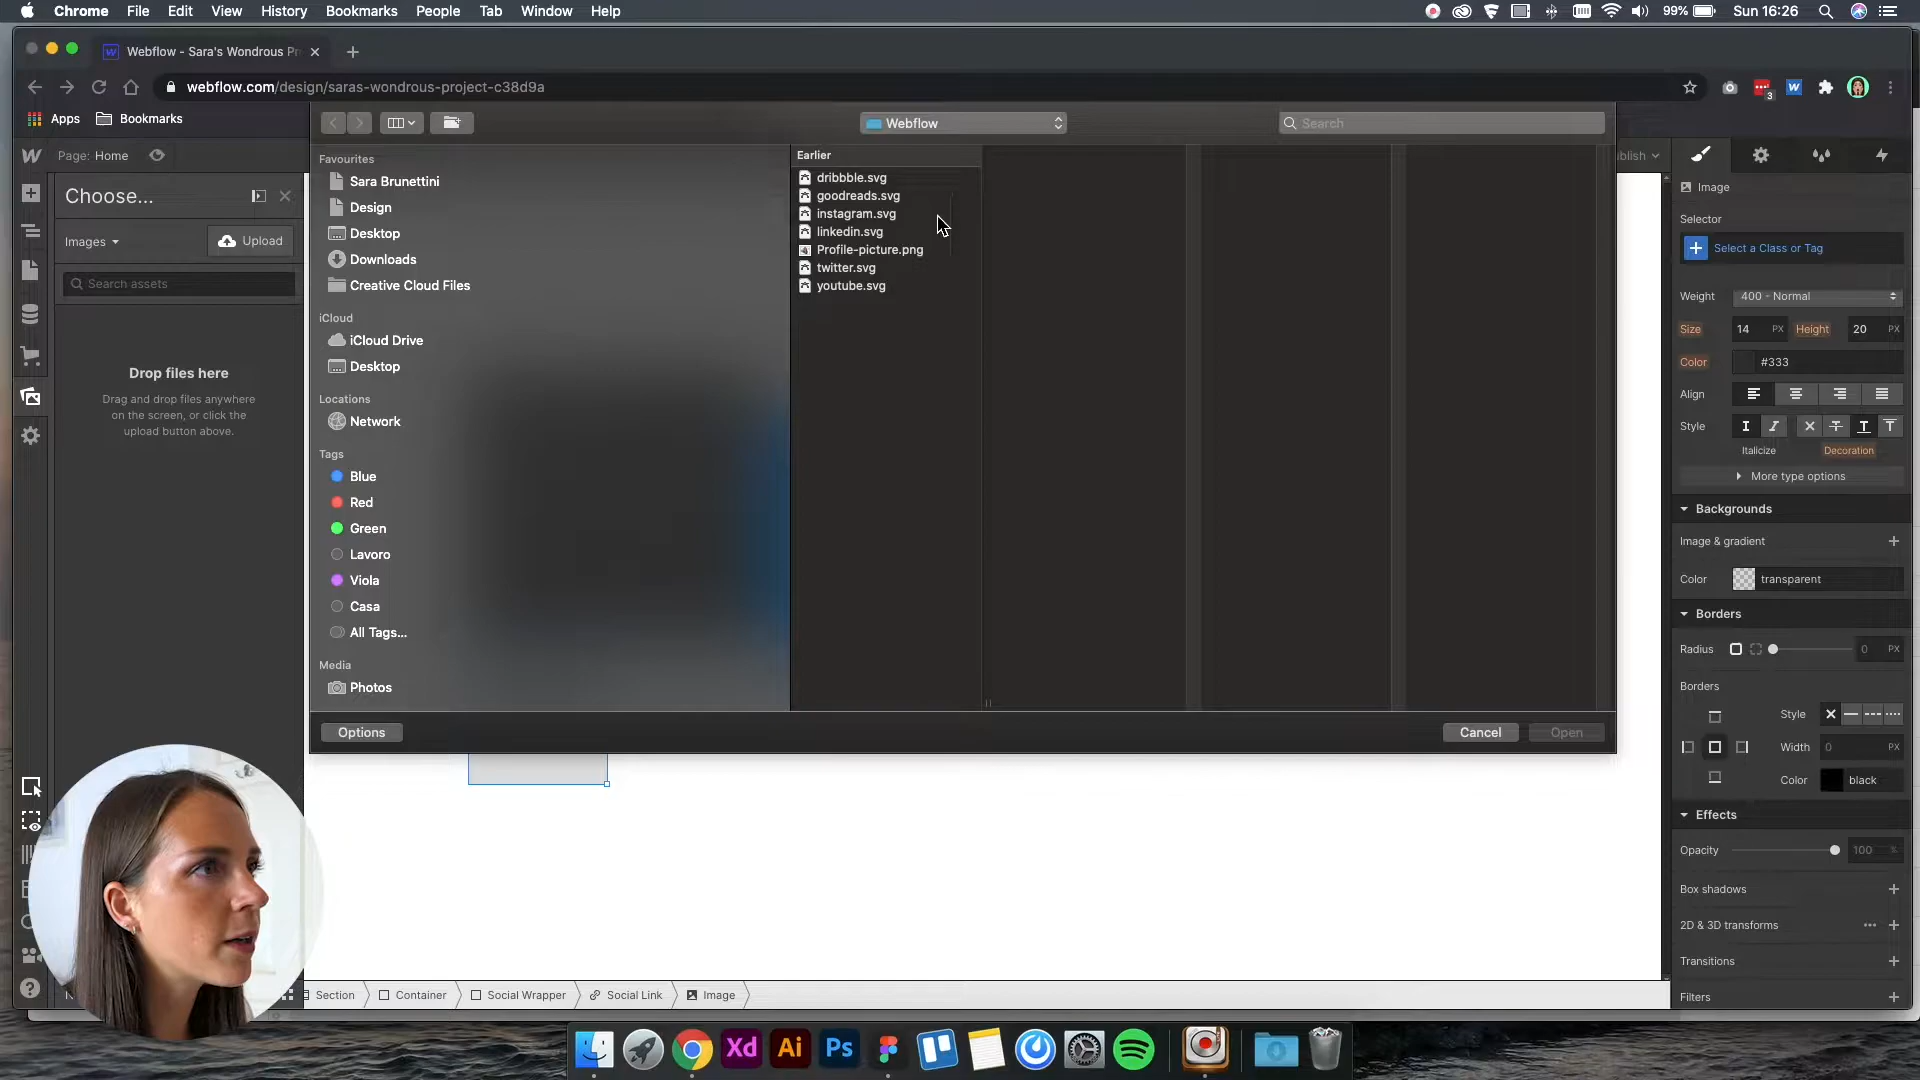 Chrome File Edit View History Bookmarks People Tab Window Help
99% Sun 16:26
Webflow - Sara's Wondrous Pr
webflow.com/design/saras-wondrous-project-c38d9a
3
Apps Bookmarks
Webflow
Search
Page: Home
blish
Choose...
Images
Upload
Search assets
Drop files here
Drag and drop files anywhere
on the screen, or click the
upload button above.
Favourites
Sara Brunettini
Design
Desktop
Downloads
Creative Cloud Files
iCloud
iCloud Drive
Desktop
Locations
Network
Tags
Blue
Red
Green
Lavoro
Viola
Casa
All Tags...
Media
Photos
Earlier
dribbble.svg
goodreads.svg
instagram.svg
linkedin.svg
Profile-picture.png
twitter.svg
youtube.svg
Options
Cancel
Open
Image
Selector
Select a Class or Tag
Weight 400 - Normal
Size 14 PX Height 20 PX
Color #333
Align
Style
Italicize Decoration
More type options
Backgrounds
Image & gradient
Color transparent
Borders
Radius 0 PX
Borders
Style
Width 0 PX
Color black
Effects
Opacity 100 %
Box shadows
2D & 3D transforms
Transitions
Filters
Section Container Social Wrapper Social Link Image
Xd Ai Ps